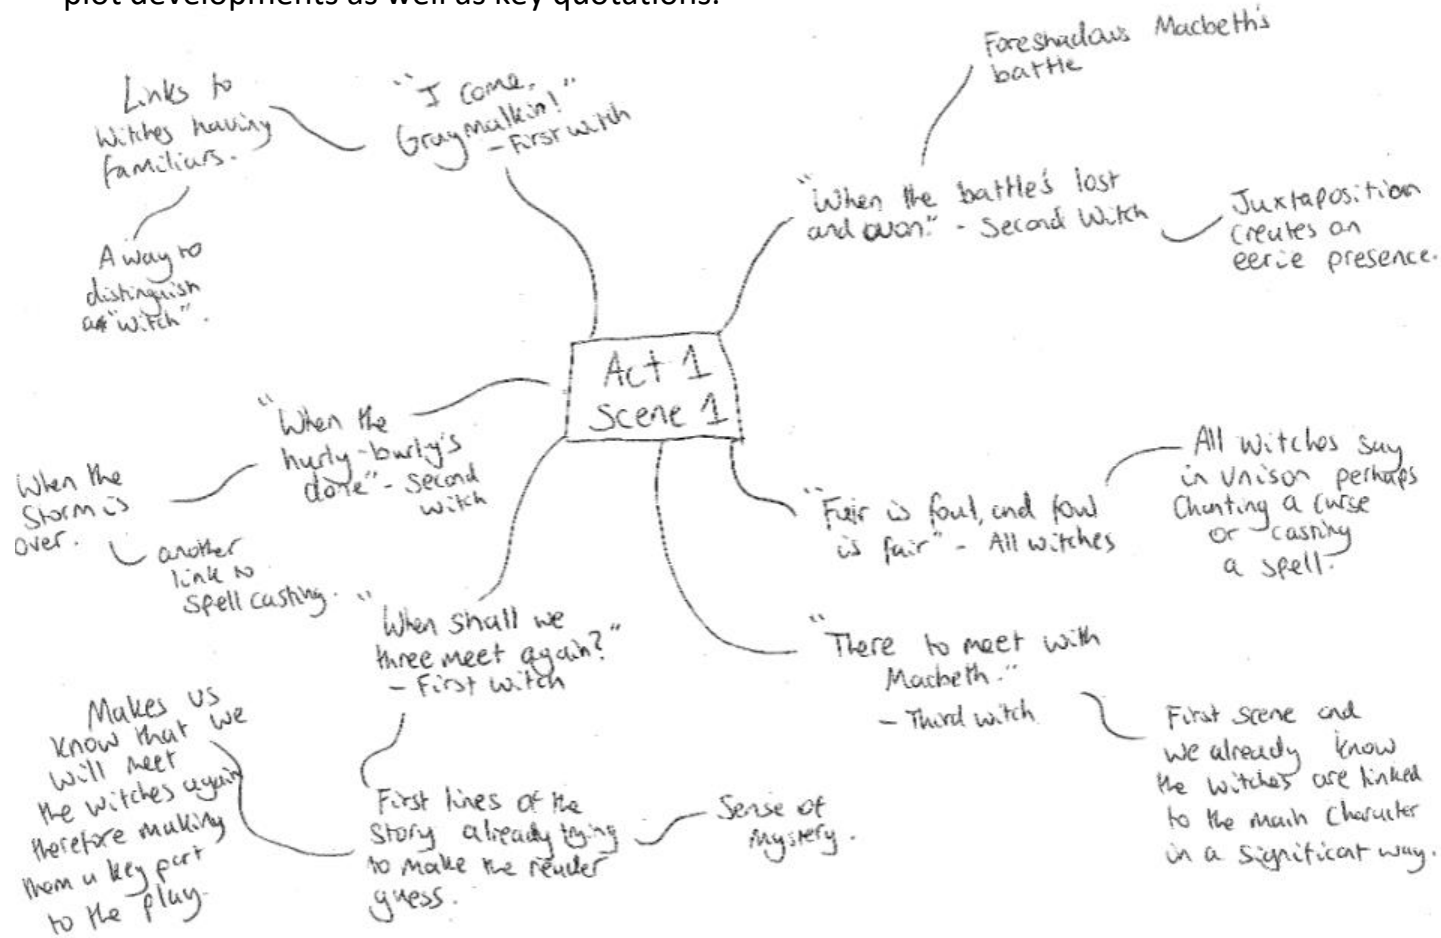 plot developments as well as key quotations.
Foreshadows Macbeth's
battle
Links to
Witches having
familiars.
"I come,
Graymalkin!"
- First witch
"When the battle's lost
and won." - Second Witch
Juxtaposition
creates an
eerie presence.
A way to
distinguish
a "witch".
Act 1
Scene 1
"When the
hurly-burly's
done" - Second
witch
When the
Storm is
over.
another
link to
Spell casting.
"Fair is foul, and foul
is fair" - All witches
All witches say
in unison perhaps
Chanting a curse
or casting
a spell.
"When shall we
three meet again?"
- First witch
"There to meet with
Macbeth."
- Third witch
First scene and
we already know
the witches are linked
to the main character
in a significant way.
Makes us
know that we
will meet
the witches again
therefore making
them a key part
to the play.
First lines of the
story already trying
to make the reader
guess.
Sense of
mystery.